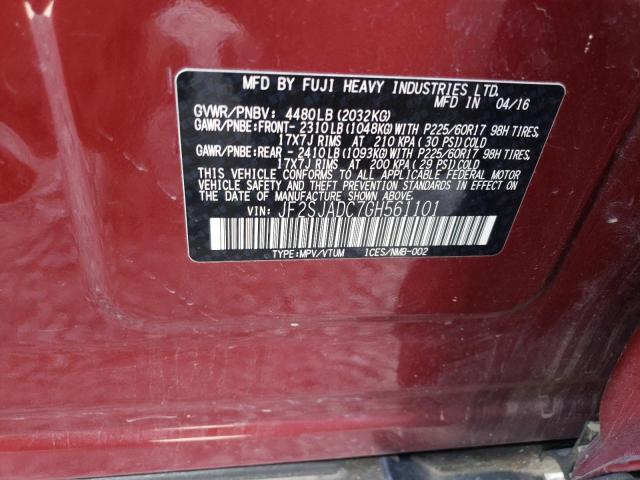 MFD BY FUJI HEAVY INDUSTRIES LTD.
MFD IN 04/16
GVWR/PNBV: 4480LB (2032KG)
GAWR/PNBE:FRONT- 2310LB(1048KG)WITH P225/60R17 98H TIRES,
17X7J RIMS AT 210 KPA (30 PSI)COLD
GAWR/PNBE:REAR - 2410LB(1093KG)WITH P225/60R17 98H TIRES,
17X7J RIMS AT 200 KPA (29 PSI)COLD
THIS VEHICLE CONFORMS TO ALL APPLICABLE FEDERAL MOTOR
VEHICLE SAFETY AND THEFT PREVENTION STANDARDS IN
EFFECT ON THE DATE OF MANUFACTURE SHOWN ABOVE.
VIN: JF2SJADC7GH561101
TYPE:MPV/VTUM ICES/NMB-002